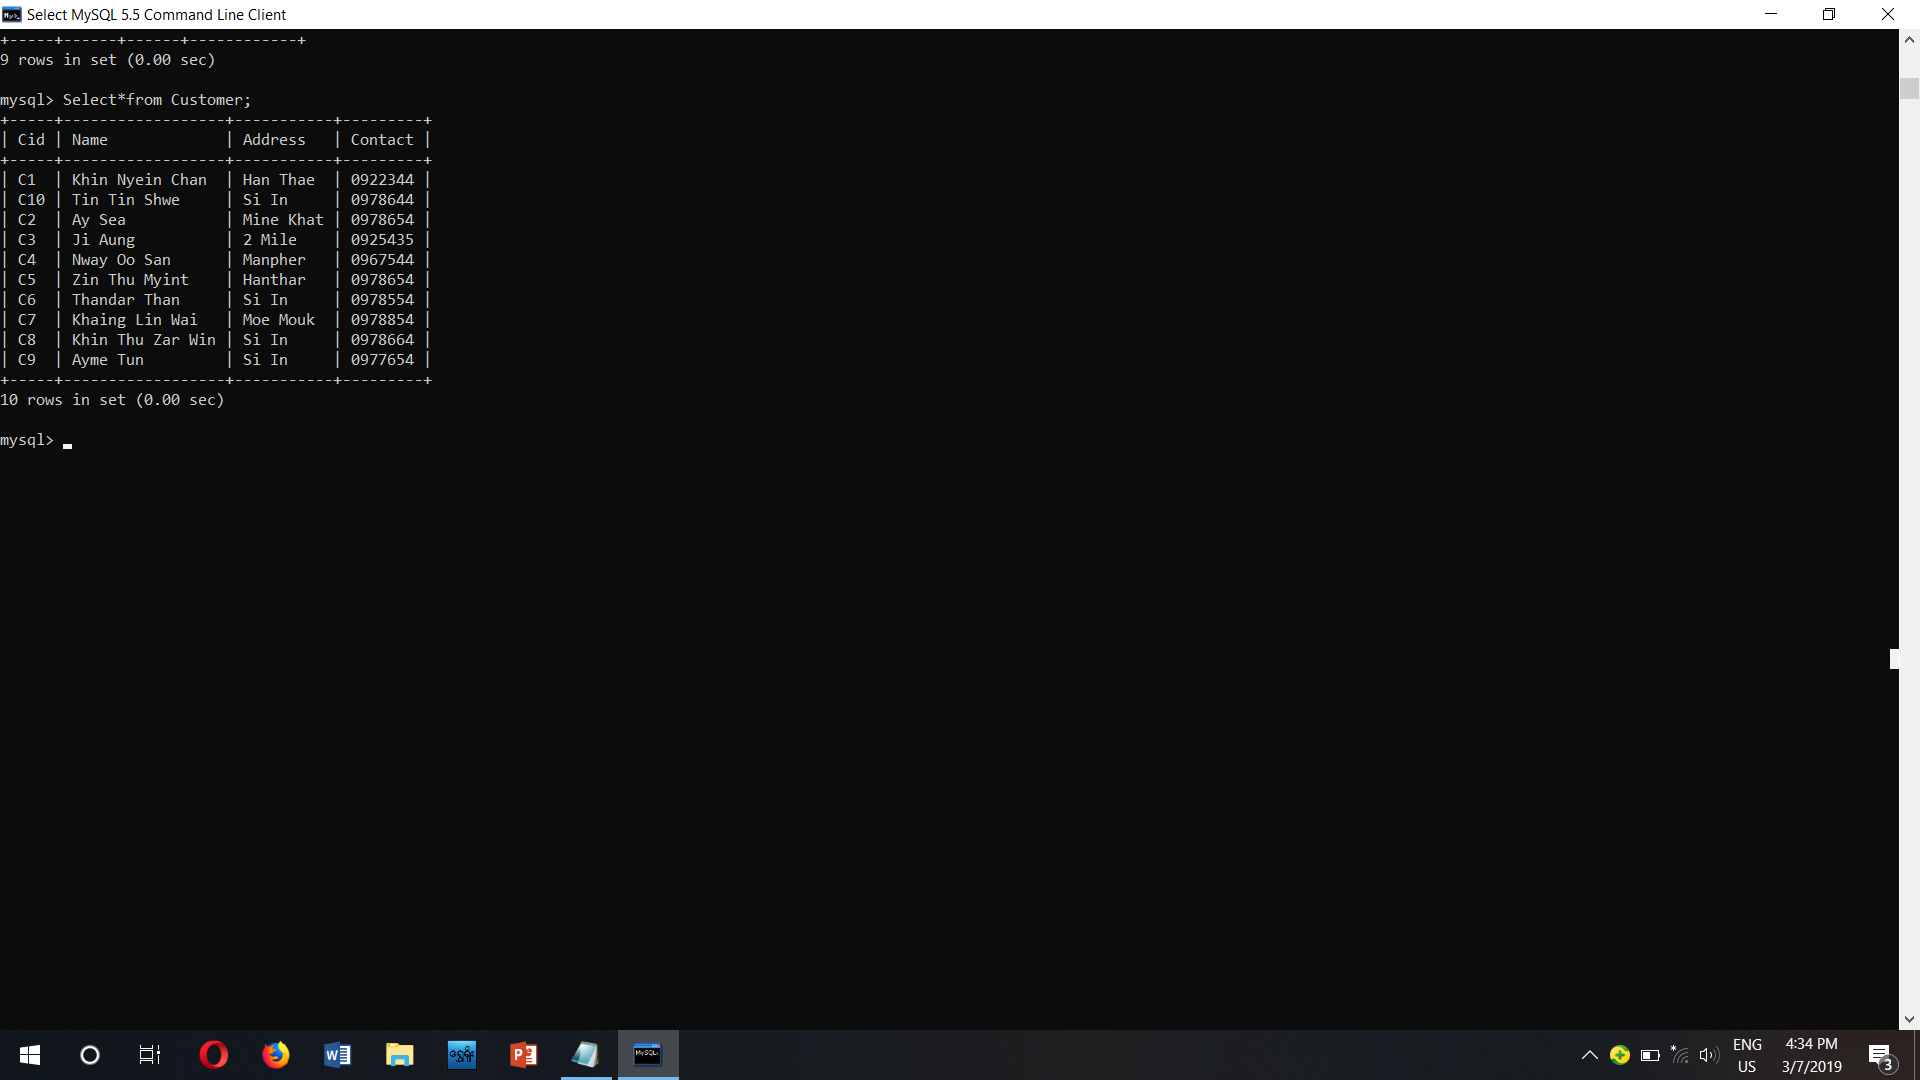 Select MySQL 5.5 Command Line Client
+-----+------+------+------------+
9 rows in set (0.00 sec)
mysql> Select*from Customer;
+-----+------------------+-----------+---------+
| Cid | Name             | Address   | Contact |
+-----+------------------+-----------+---------+
| C1  | Khin Nyein Chan  | Han Thae  | 0922344 |
| C10 | Tin Tin Shwe     | Si In     | 0978644 |
| C2  | Ay Sea           | Mine Khat | 0978654 |
| C3  | Ji Aung          | 2 Mile    | 0925435 |
| C4  | Nway Oo San      | Manpher   | 0967544 |
| C5  | Zin Thu Myint    | Hanthar   | 0978654 |
| C6  | Thandar Than     | Si In     | 0978554 |
| C7  | Khaing Lin Wai   | Moe Mouk  | 0978854 |
| C8  | Khin Thu Zar Win | Si In     | 0978664 |
| C9  | Ayme Tun         | Si In     | 0977654 |
+-----+------------------+-----------+---------+
10 rows in set (0.00 sec)
mysql>
ENG 4:34 PM
US 3/7/2019 3